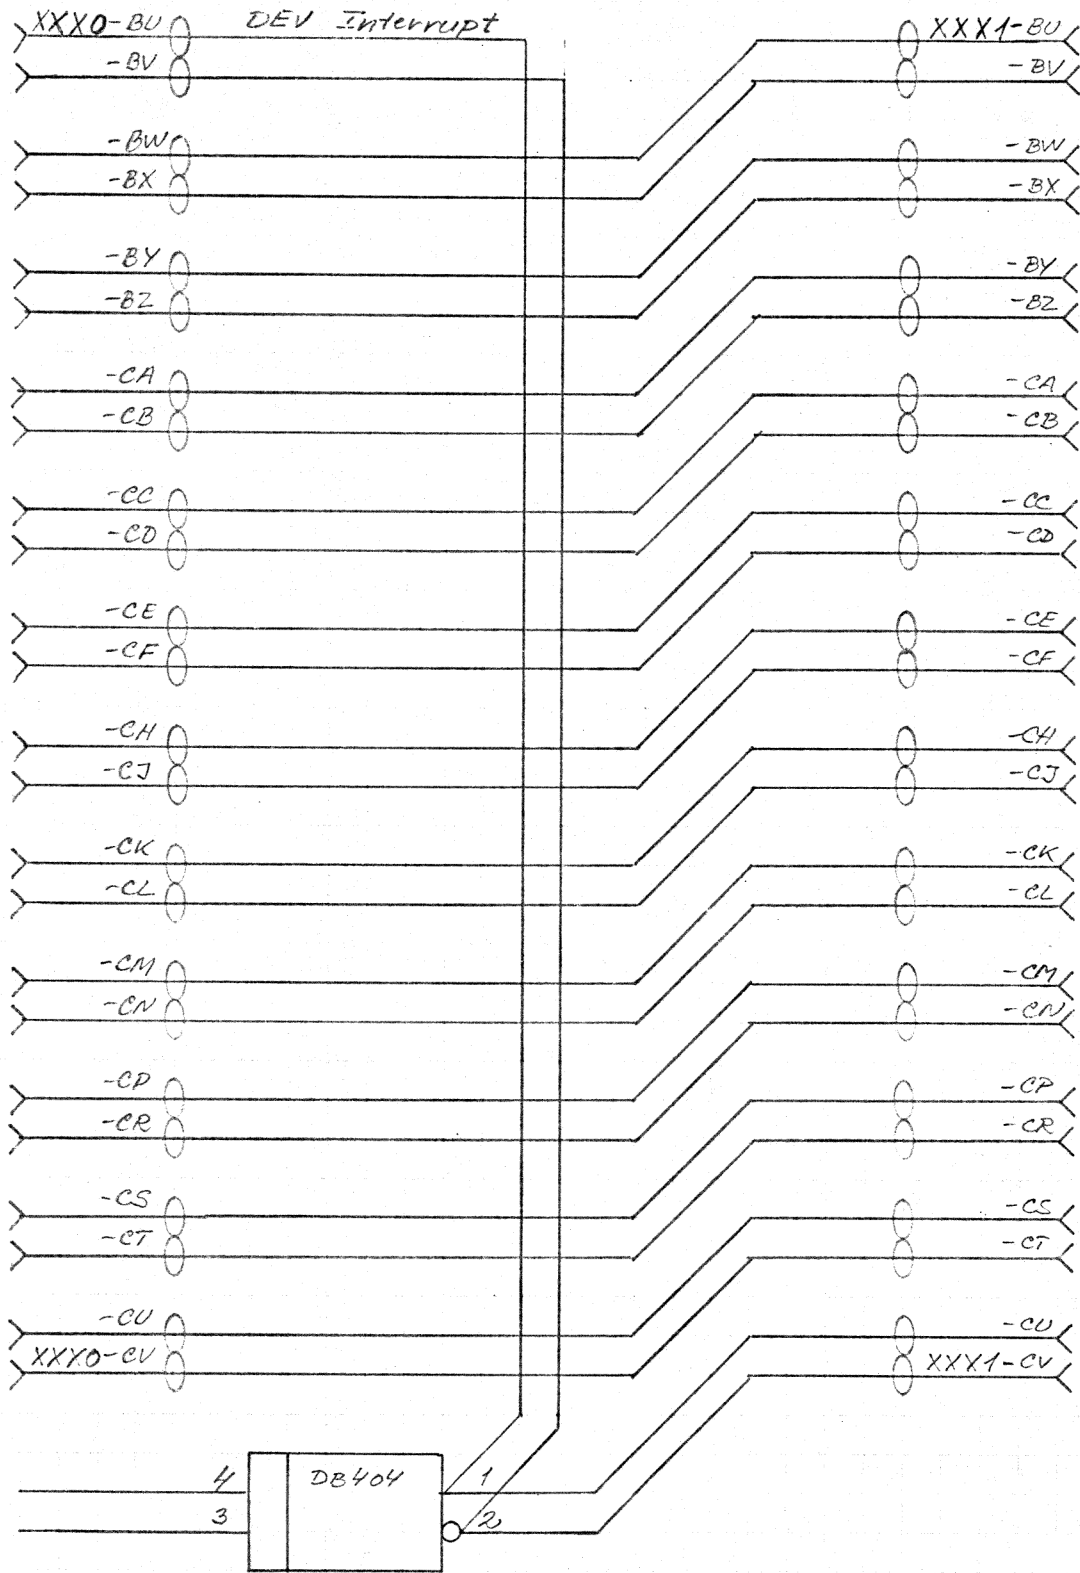 XXX0-BU DEV Interrupt XXX1-BU
-BV -BV
-BW -BW
-BX -BX
-BY -BY
-BZ -BZ
-CA -CA
-CB -CB
-CC -CC
-CD -CD
-CE -CE
-CF -CF
-CH -CH
-CJ -CJ
-CK -CK
-CL -CL
-CM -CM
-CN -CN
-CP -CP
-CR -CR
-CS -CS
-CT -CT
-CU -CU
XXX0-CV XXX1-CV
4 DB404 1
3 2